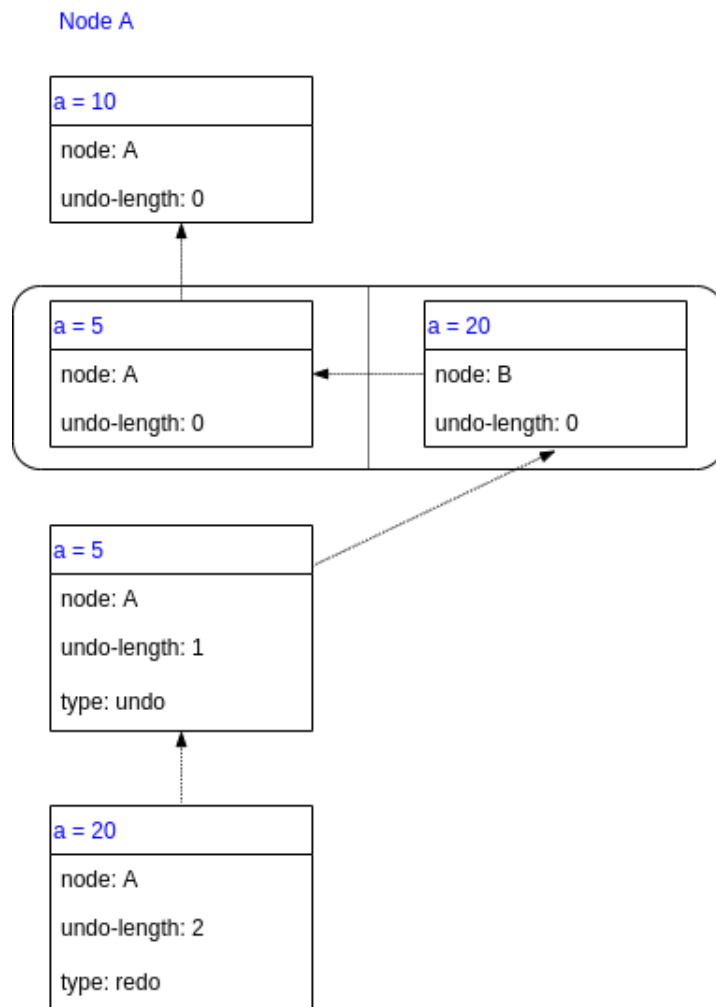 Node A
a = 10
node: A
undo-length: 0
a = 5
node: A
undo-length: 0
a = 20
node: B
undo-length: 0
a = 5
node: A
undo-length: 1
type: undo
a = 20
node: A
undo-length: 2
type: redo